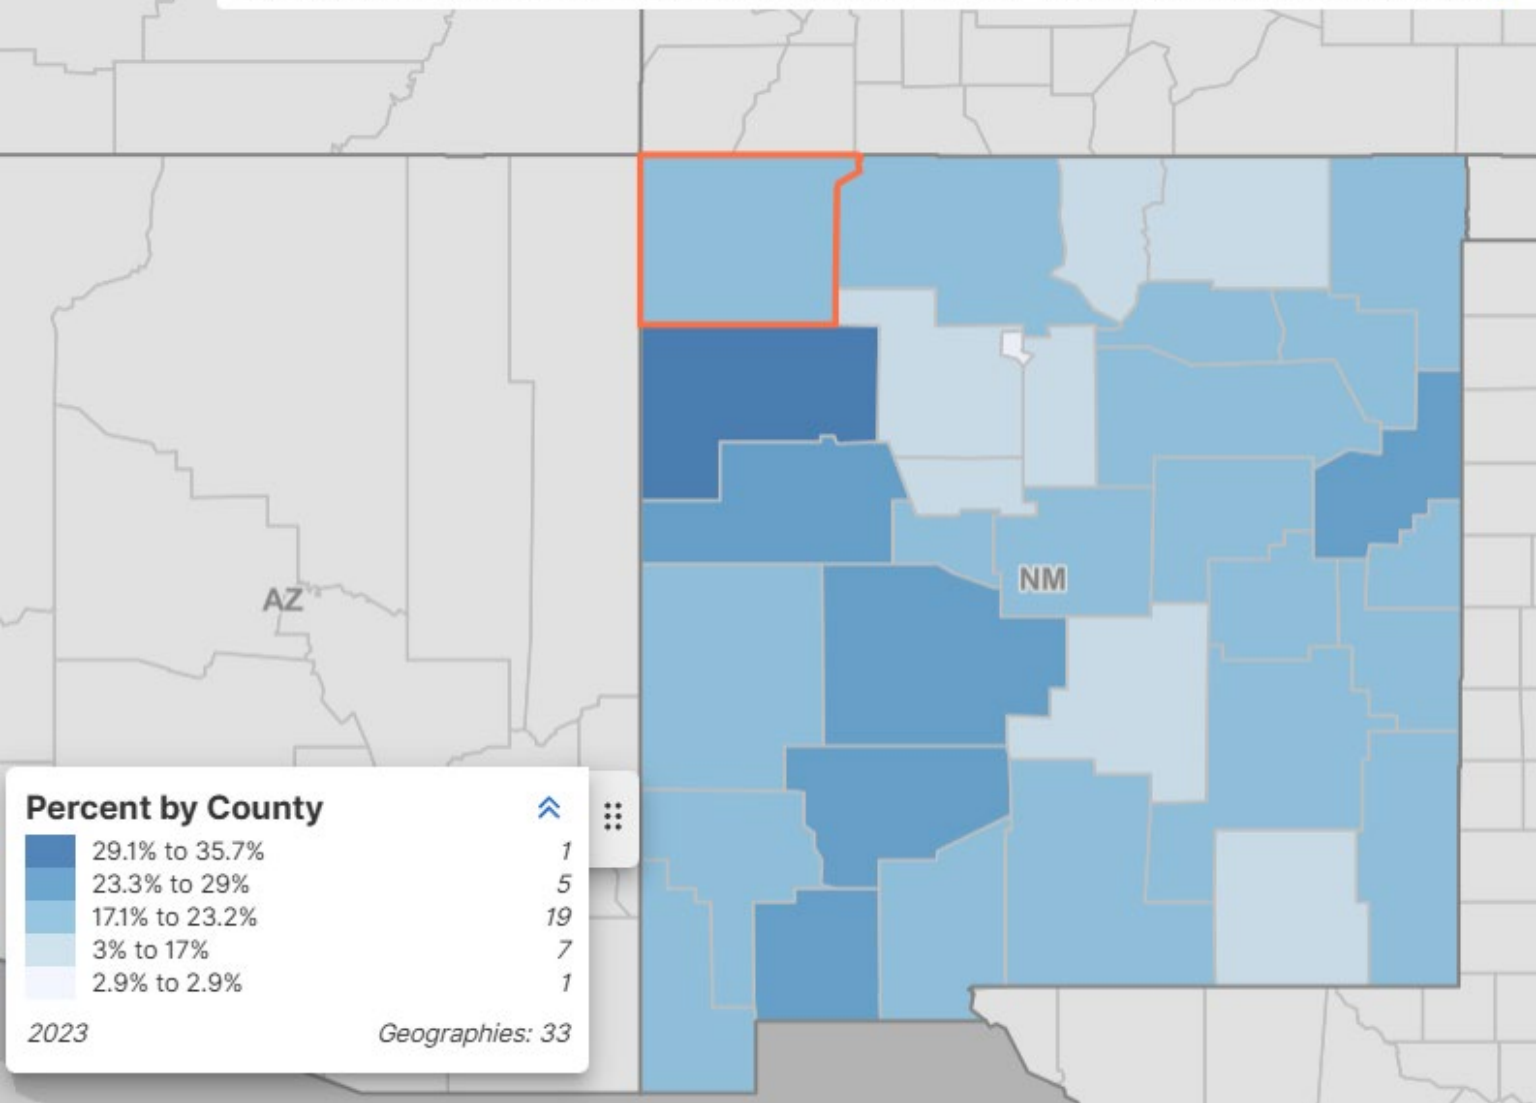 NM
AZ
Percent by County
29.1% to 35.7% 1
23.3% to 29% 5
17.1% to 23.2% 19
3% to 17% 7
2.9% to 2.9% 1
2023 Geographies: 33